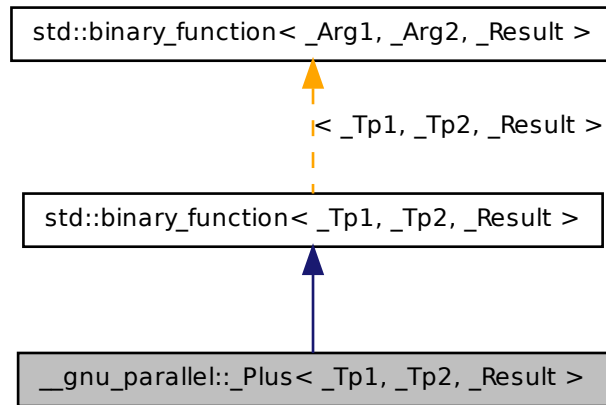 std::binary_function< _Arg1, _Arg2, _Result >
< _Tp1, _Tp2, _Result >
std::binary_function< _Tp1, _Tp2, _Result >
__gnu_parallel::_Plus< _Tp1, _Tp2, _Result >